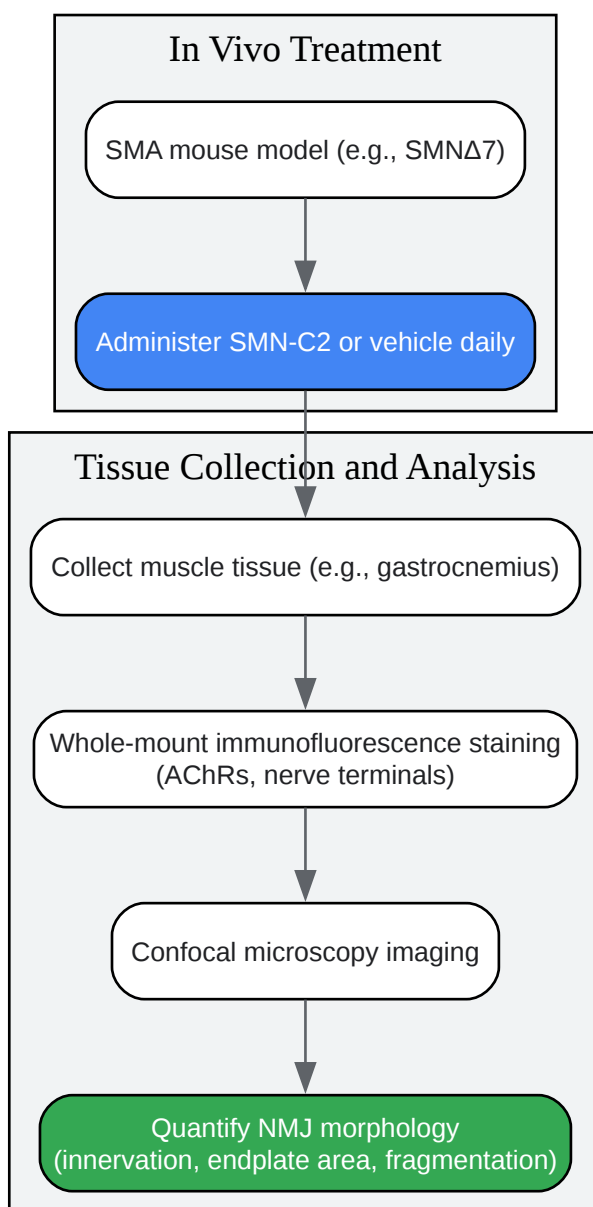 In Vivo Treatment
SMA mouse model (e.g., SMNΔ7)
Administer SMN-C2 or vehicle daily
Tissue Collection and Analysis
Collect muscle tissue (e.g., gastrocnemius)
Whole-mount immunofluorescence staining
(AChRs, nerve terminals)
Confocal microscopy imaging
Quantify NMJ morphology
(innervation, endplate area, fragmentation)